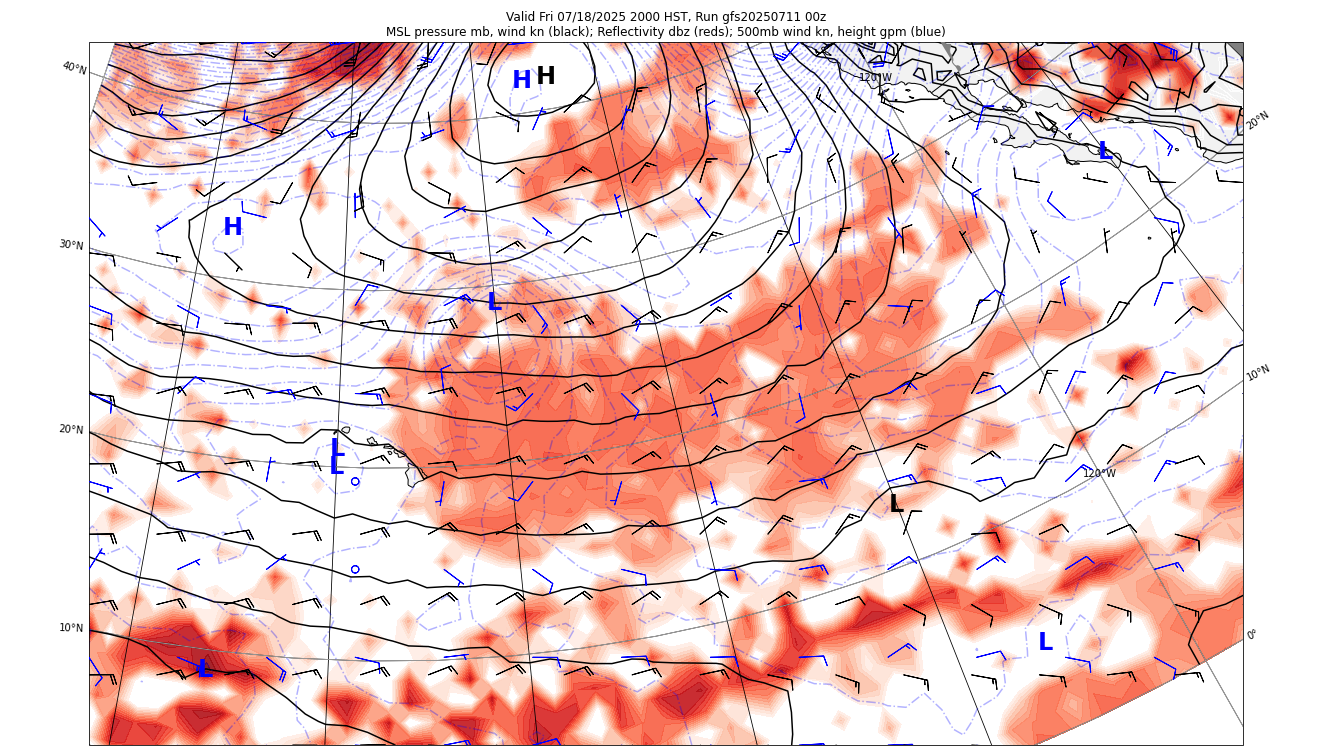 Valid Fri 07/18/2025 2000 HST, Run gfs20250711 00z
MSL pressure mb, wind kn (black); Reflectivity dbz (reds); 500mb wind kn, height gpm (blue)
40°N
H H
120°W
20°N
L
H
30°N
L
10°N
20°N
L
L
120°W
L
10°N
0°
L
L